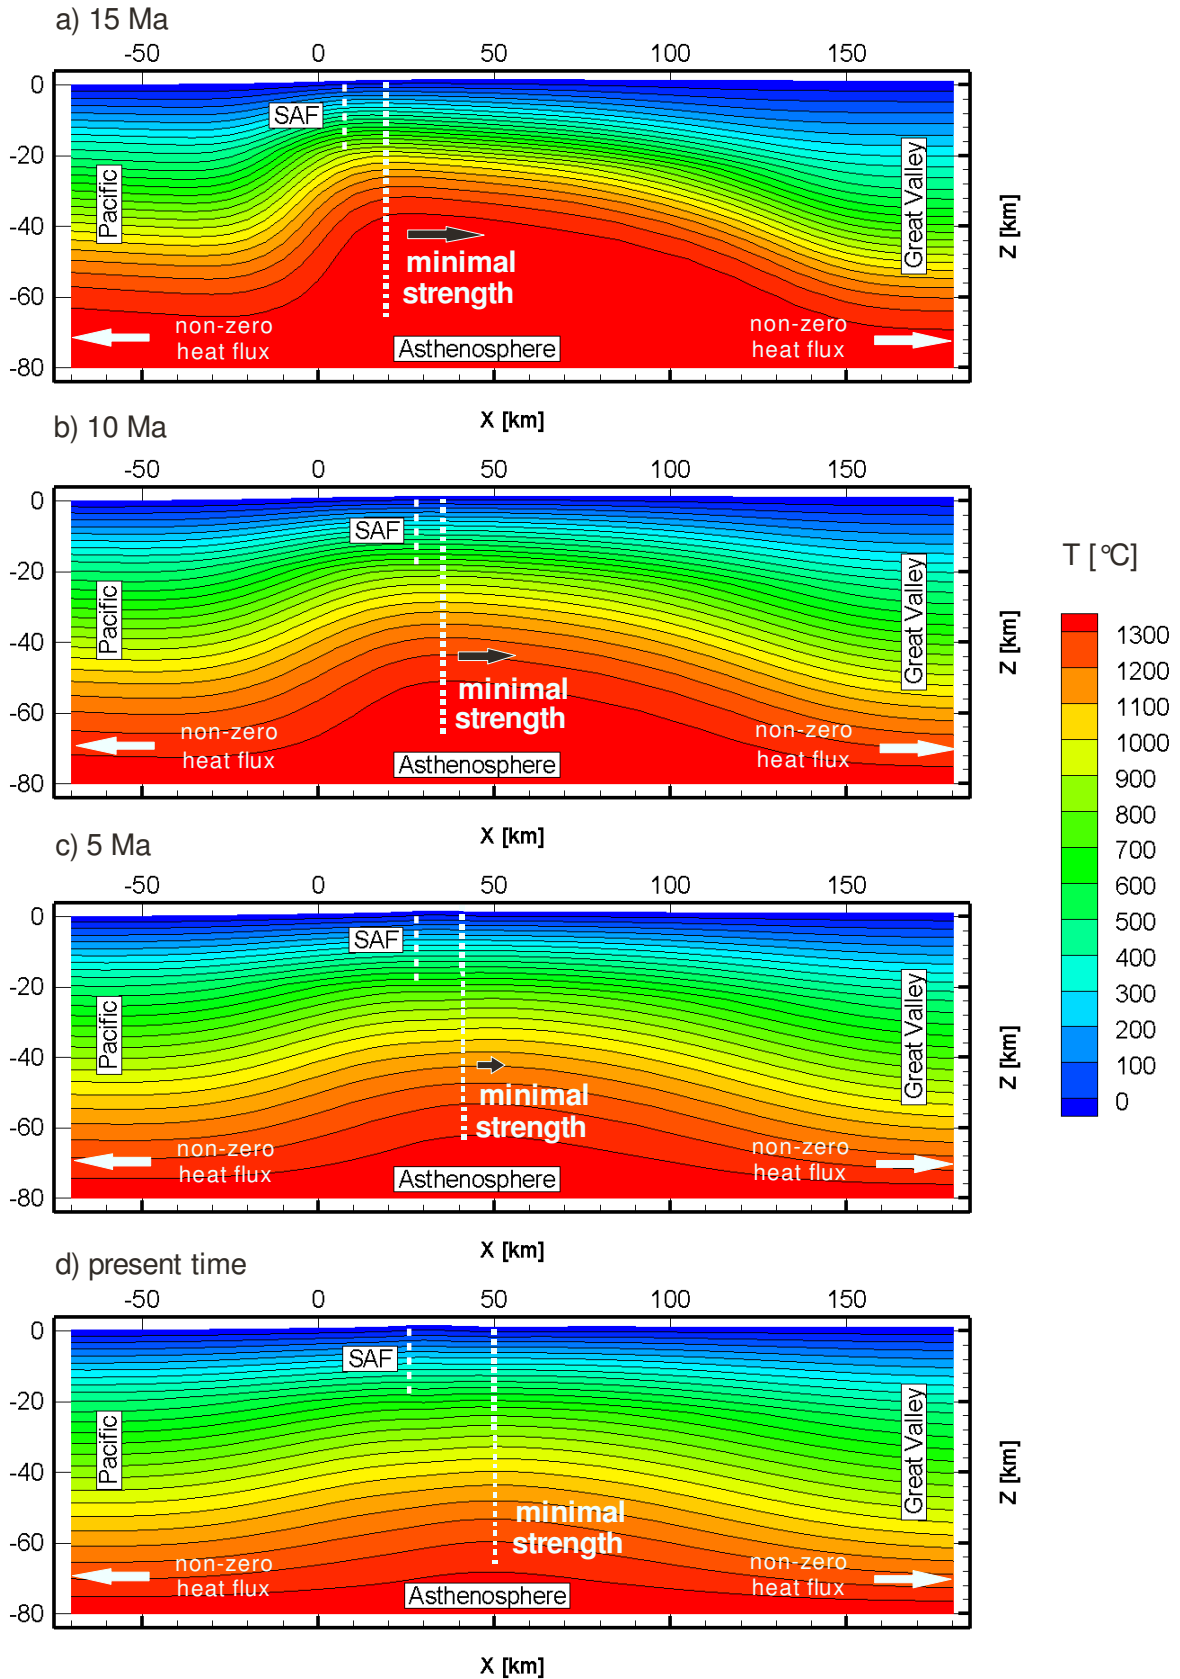 a) 15 Ma
-50 0 50 100 150
0
-20
-40
-60
-80
SAF
Pacific
Great Valley
minimal
strength
non-zero
heat flux
non-zero
heat flux
Asthenosphere
Z [km]
X [km]
b) 10 Ma
-50 0 50 100 150
0
-20
-40
-60
-80
SAF
Pacific
Great Valley
minimal
strength
non-zero
heat flux
non-zero
heat flux
Asthenosphere
Z [km]
X [km]
T [°C]
1300
1200
1100
1000
900
800
700
600
500
400
300
200
100
0
c) 5 Ma
-50 0 50 100 150
0
-20
-40
-60
-80
SAF
Pacific
Great Valley
minimal
strength
non-zero
heat flux
non-zero
heat flux
Asthenosphere
Z [km]
X [km]
d) present time
-50 0 50 100 150
0
-20
-40
-60
-80
SAF
Pacific
Great Valley
minimal
strength
non-zero
heat flux
non-zero
heat flux
Asthenosphere
Z [km]
X [km]